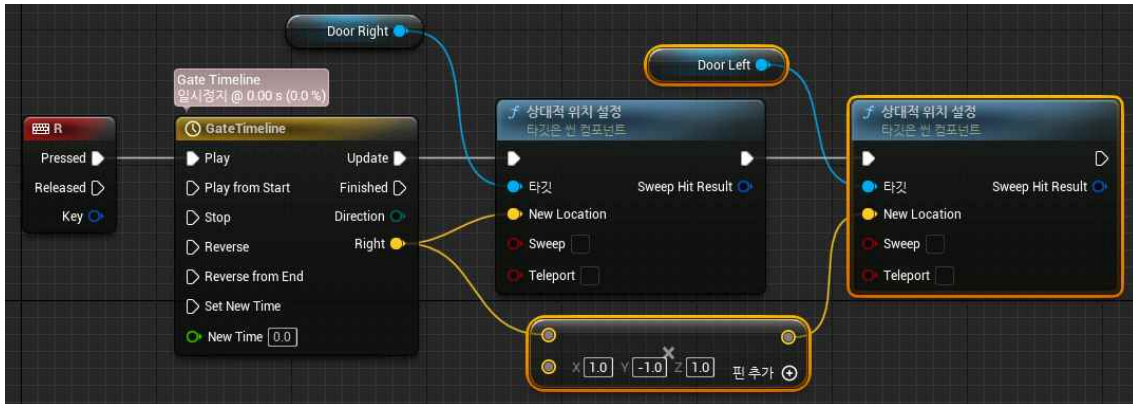 Door Right
Door Left
Gate Timeline
일시정지 @ 0.00 s (0.0 %)
R
Pressed
Released
Key
GateTimeline
Play
Play from Start
Stop
Reverse
Reverse from End
Set New Time
New Time 0.0
Update
Finished
Direction
Right
f 상대적 위치 설정
타깃은 씬 컴포넌트
타깃
New Location
Sweep
Teleport
Sweep Hit Result
f 상대적 위치 설정
타깃은 씬 컴포넌트
타깃
New Location
Sweep
Teleport
Sweep Hit Result
X 1.0 Y -1.0 Z 1.0
핀 추가